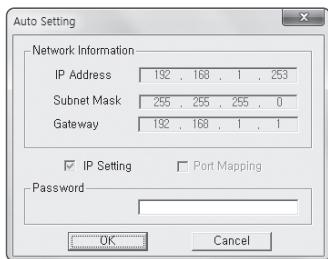 Auto Setting
Network Information
IP Address 192 . 168 . 1 . 253
Subnet Mask 255 . 255 . 255 . 0
Gateway 192 . 168 . 1 . 1
IP Setting Port Mapping
Password
OK Cancel